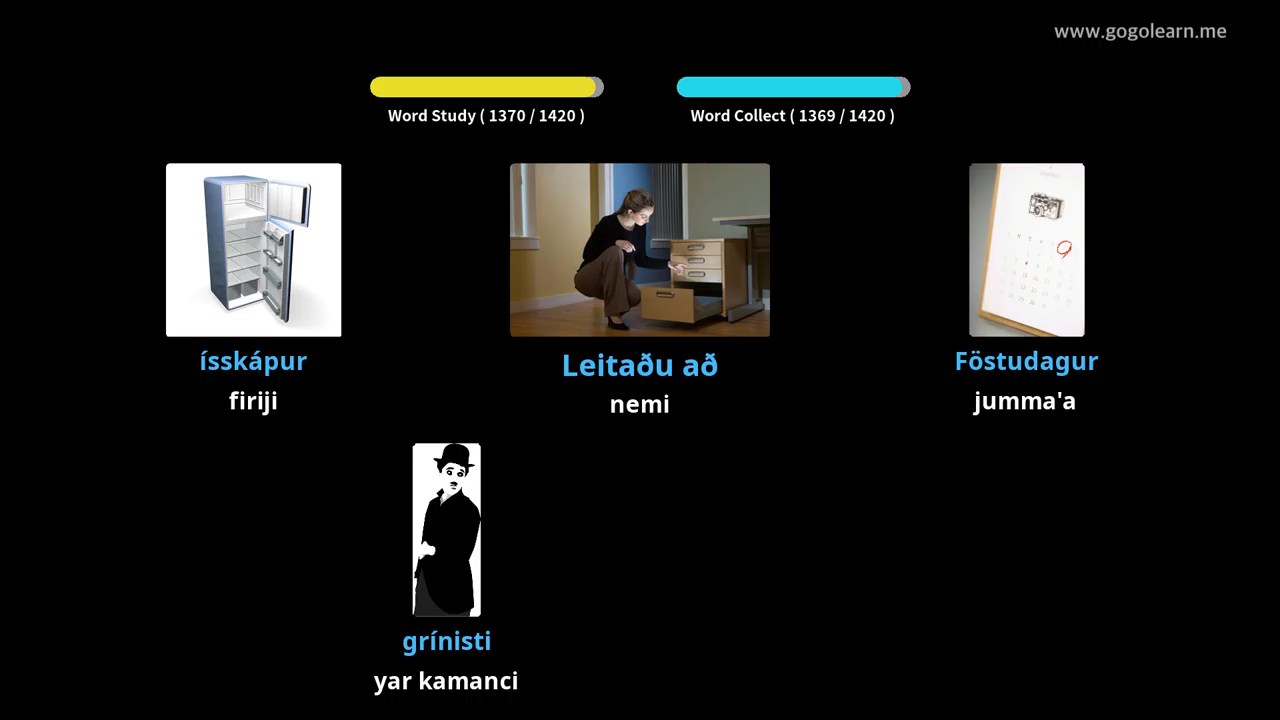 www.gogolearn.me
Word Study ( 1370 / 1420 )
Word Collect ( 1369 / 1420 )
ísskápur
firiji
Leitaðu að
nemi
Föstudagur
jumma'a
grínisti
yar kamanci